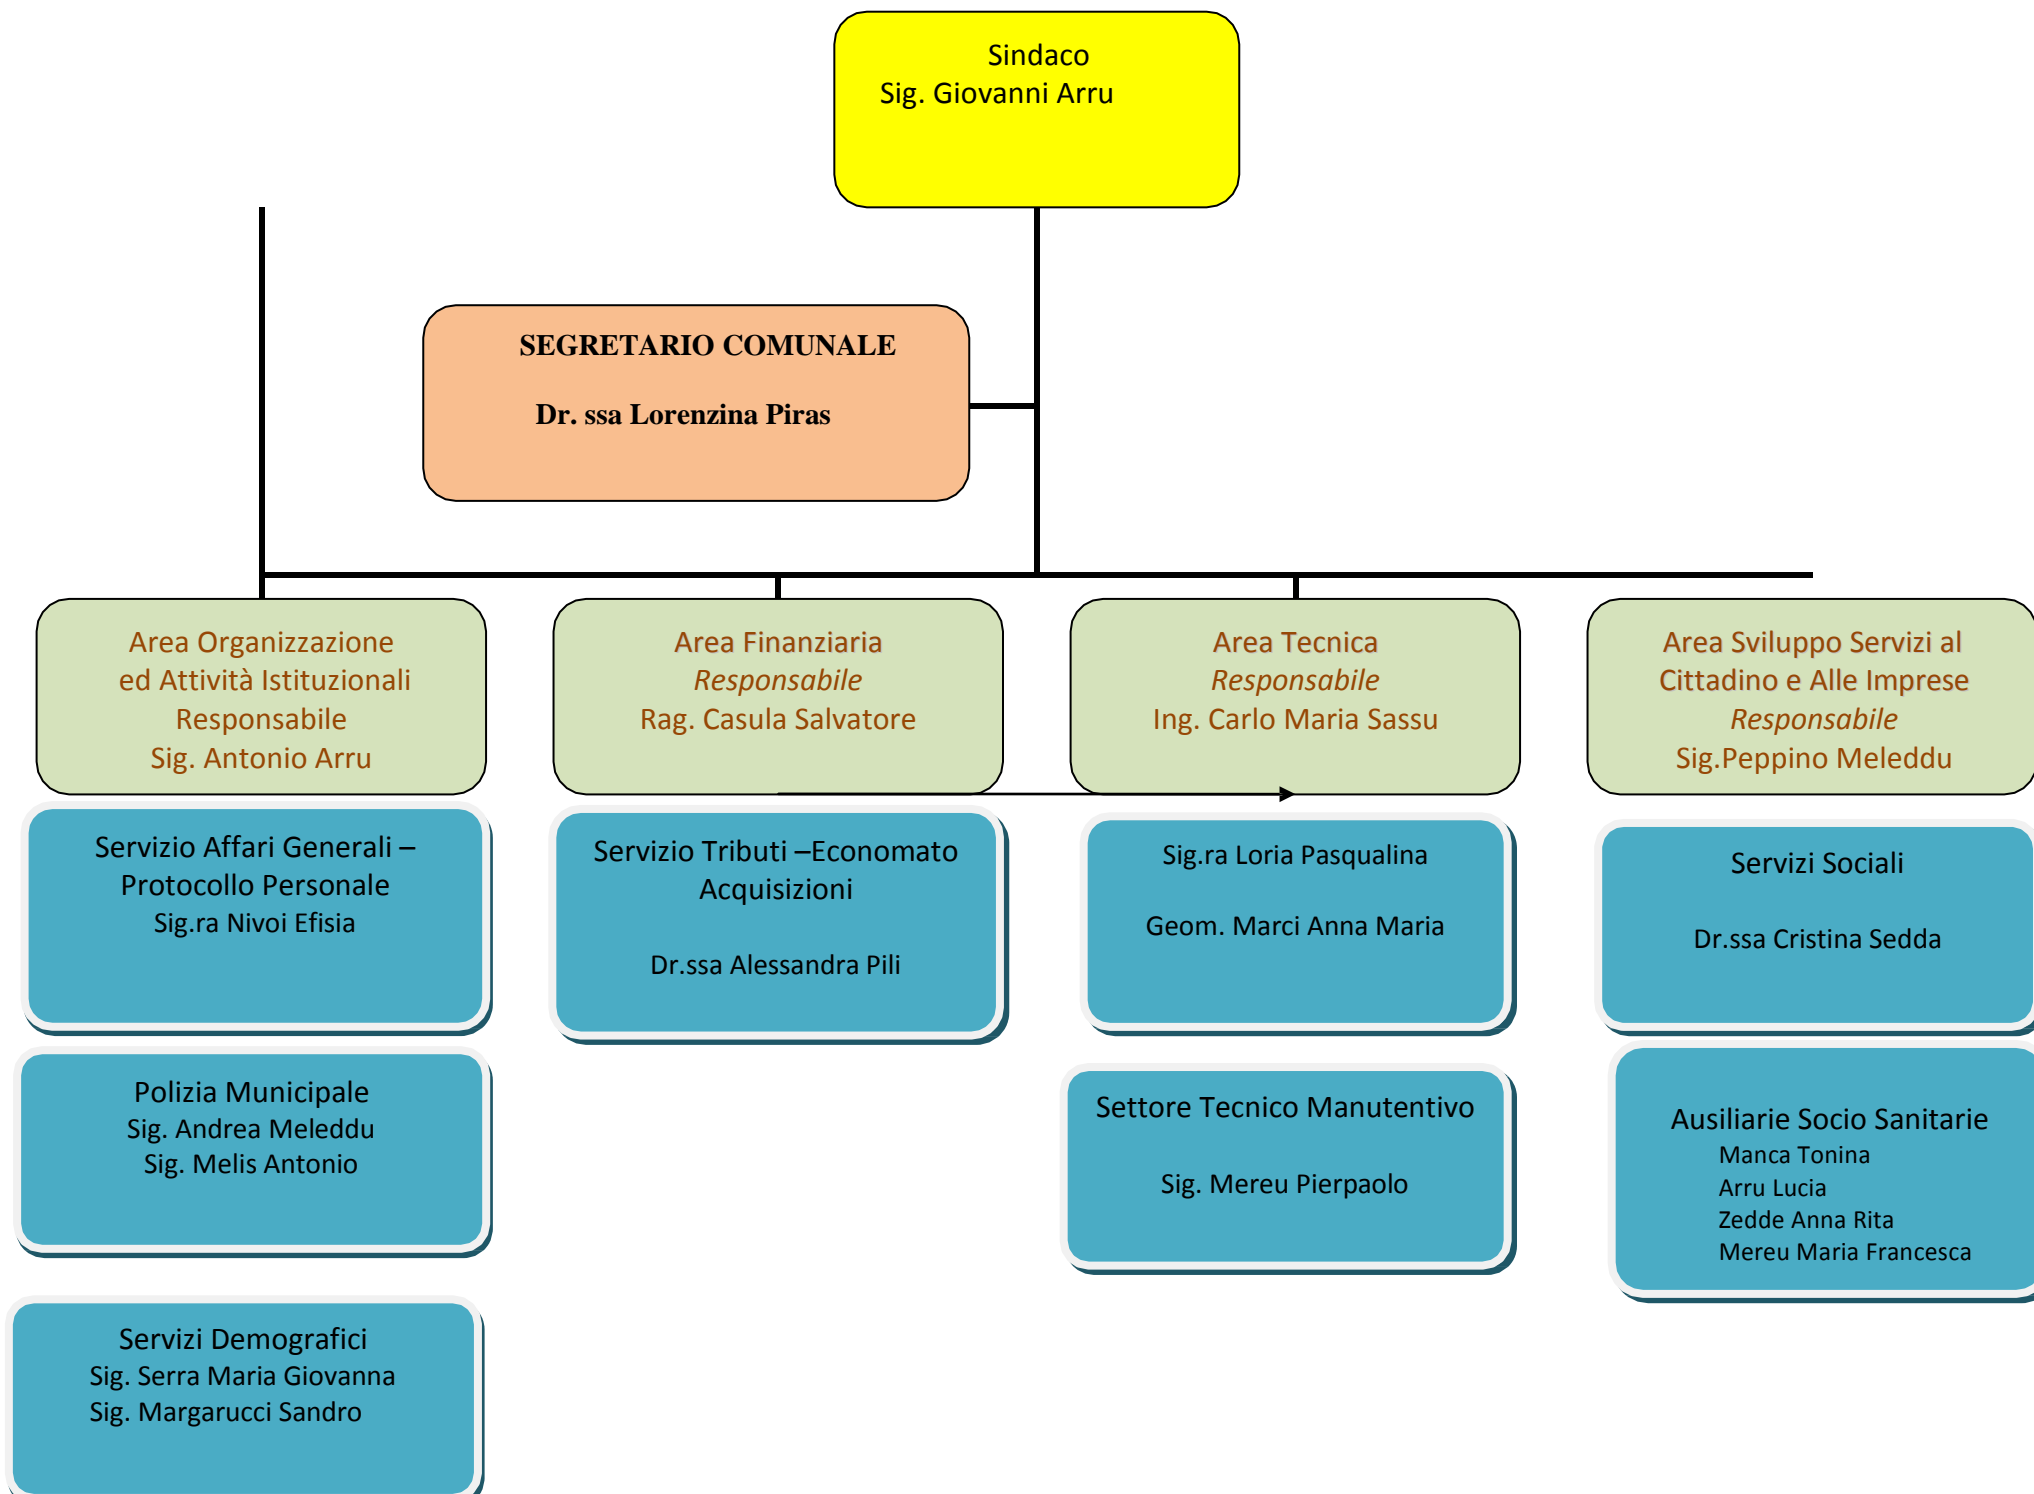 Sindaco
Sig. Giovanni Arru
SEGRETARIO COMUNALE
Dr. ssa Lorenzina Piras
Area Organizzazione
ed Attività Istituzionali
Responsabile
Sig. Antonio Arru
Area Finanziaria
Responsabile
Rag. Casula Salvatore
Area Tecnica
Responsabile
Ing. Carlo Maria Sassu
Area Sviluppo Servizi al
Cittadino e Alle Imprese
Responsabile
Sig.Peppino Meleddu
Servizio Affari Generali –
Protocollo Personale
Sig.ra Nivoi Efisia
Servizio Tributi –Economato
Acquisizioni
Dr.ssa Alessandra Pili
Sig.ra Loria Pasqualina
Geom. Marci Anna Maria
Servizi Sociali
Dr.ssa Cristina Sedda
Polizia Municipale
Sig. Andrea Meleddu
Sig. Melis Antonio
Settore Tecnico Manutentivo
Sig. Mereu Pierpaolo
Ausiliarie Socio Sanitarie
Manca Tonina
Arru Lucia
Zedde Anna Rita
Mereu Maria Francesca
Servizi Demografici
Sig. Serra Maria Giovanna
Sig. Margarucci Sandro